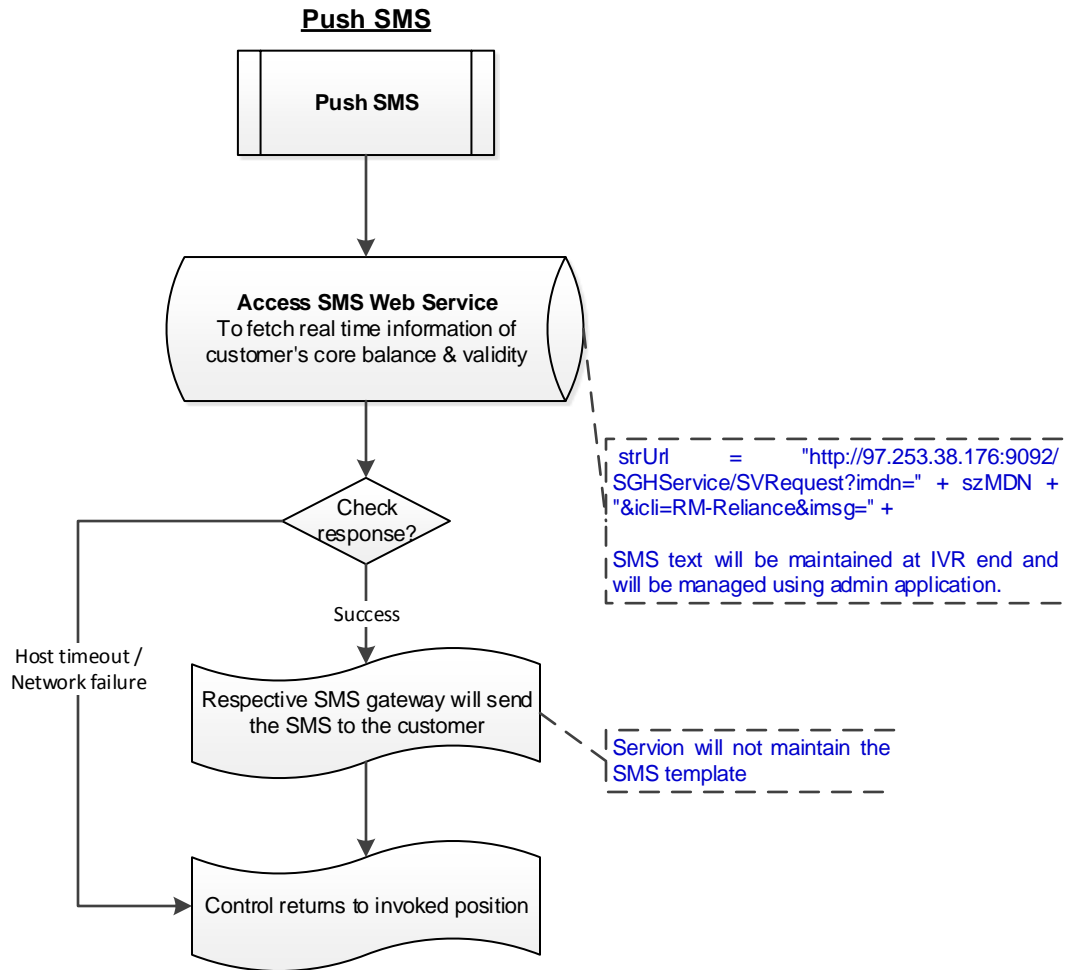 Push SMS
Push SMS
Access SMS Web Service
To fetch real time information of
customer's core balance & validity
strUrl = "http://97.253.38.176:9092/
SGHService/SVRequest?imdn=" + szMDN +
"&icli=RM-Reliance&imsg=" +
SMS text will be maintained at IVR end and
will be managed using admin application.
Check
response?
Success
Host timeout /
Network failure
Respective SMS gateway will send
the SMS to the customer
Servion will not maintain the
SMS template
Control returns to invoked position